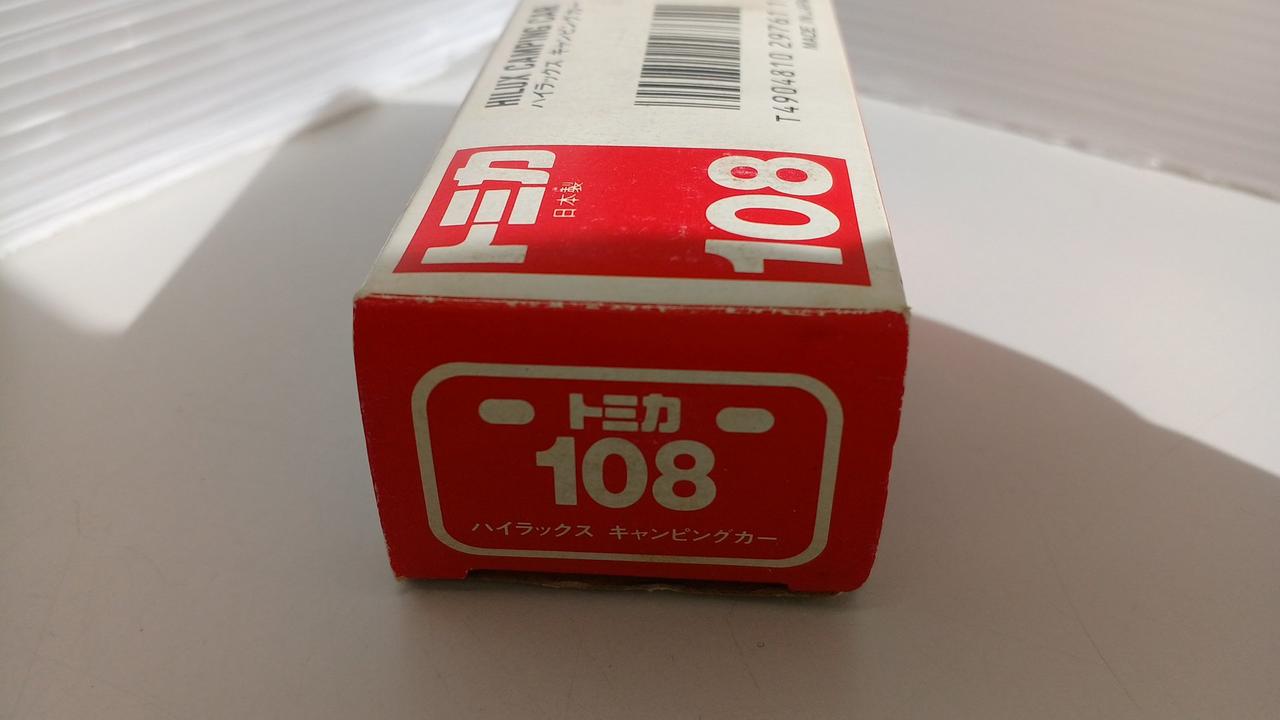 HILUX CAMPING CAR
ハイラックス キャンピングカー
T4904810 29761
MADE IN JAPAN
トミカ
日本製
108
トミカ
108
ハイラックス キャンピングカー